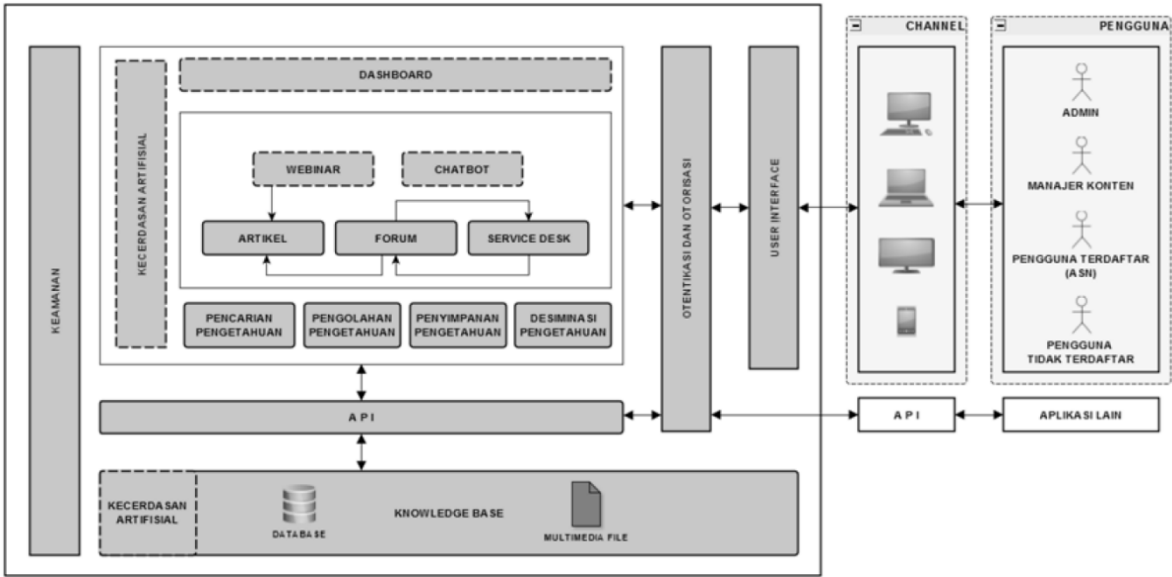 CHANNEL
PENGGUNA
KEAMANAN
KECERDASAN ARTIFISIAL
DASHBOARD
WEBINAR
CHATBOT
ARTIKEL
FORUM
SERVICE DESK
PENCARIAN
PENGETAHUAN
PENGOLAHAN
PENGETAHUAN
PENYIMPANAN
PENGETAHUAN
DESIMINASI
PENGETAHUAN
OTENTIKASI DAN OTORISASI
USER INTERFACE
ADMIN
MANAJER KONTEN
PENGGUNA TERDAFTAR
(ASN)
PENGGUNA
TIDAK TERDAFTAR
A P I
A P I
APLIKASI LAIN
KECERDASAN
ARTIFISIAL
DATABASE
KNOWLEDGE BASE
MULTIMEDIA FILE